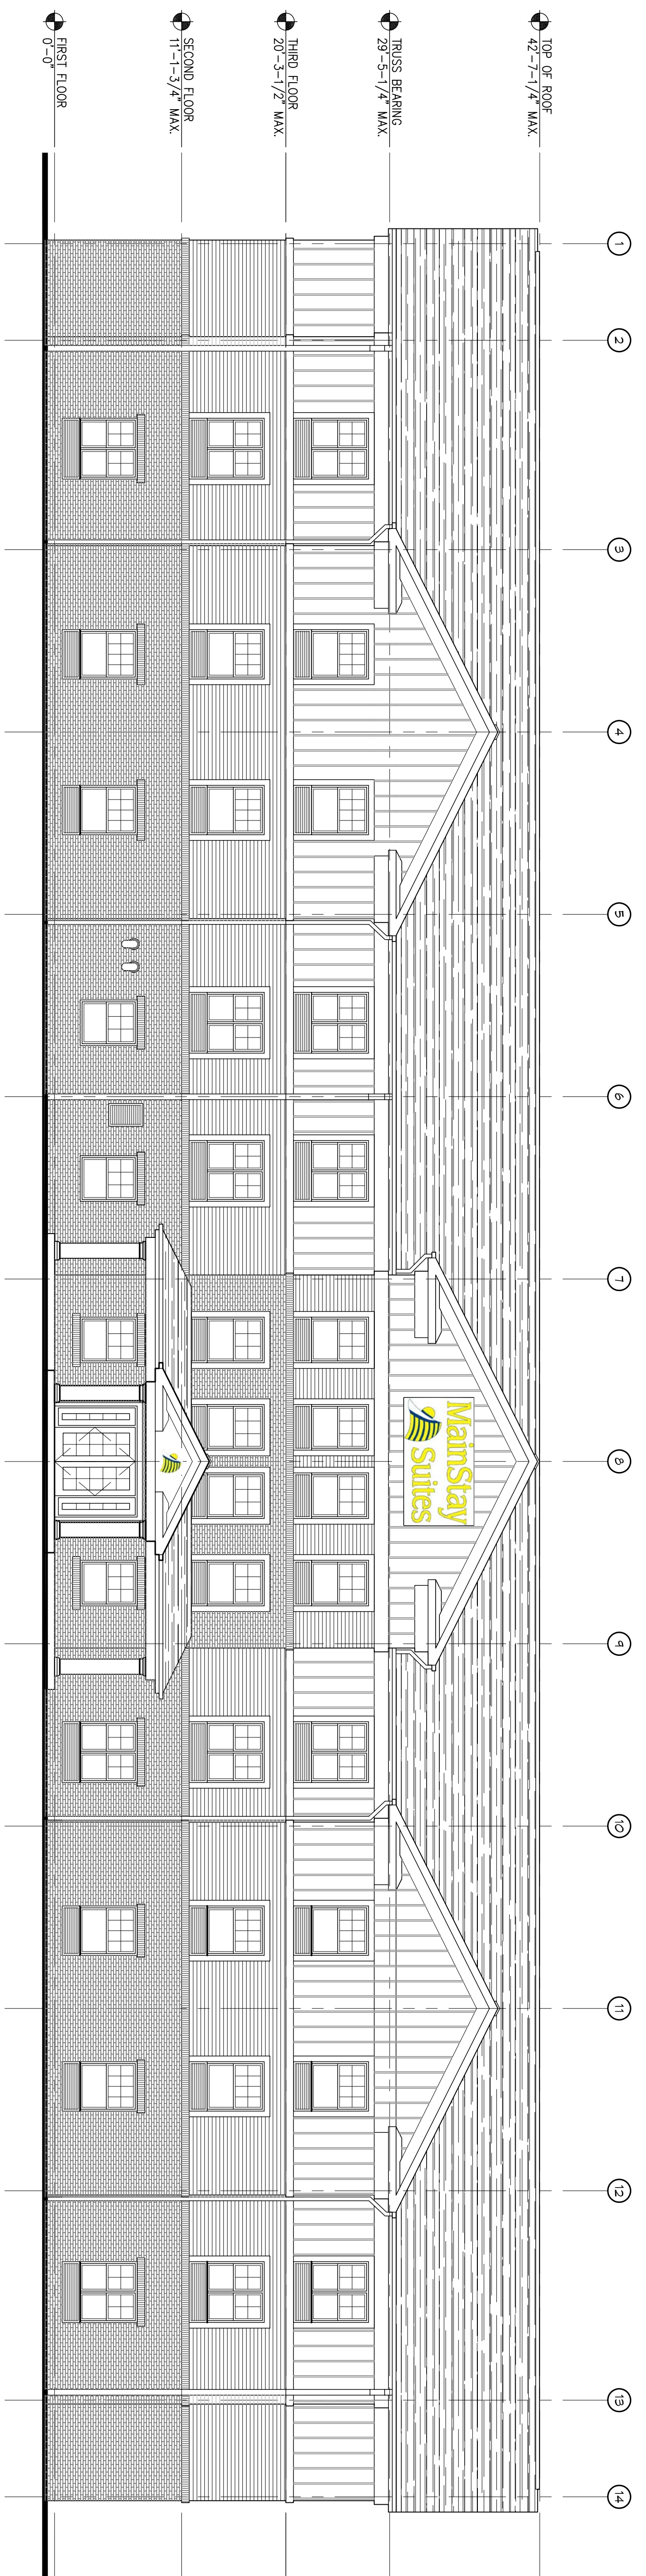 TOP OF ROOF
42'-7-1/4" MAX.
TRUSS BEARING
29'-5-1/4" MAX.
THIRD FLOOR
20'-3-1/2" MAX.
SECOND FLOOR
11'-1-3/4" MAX.
FIRST FLOOR
0'-0"
1
2
3
4
5
6
7
8
9
10
11
12
13
14
MainStay
Suites